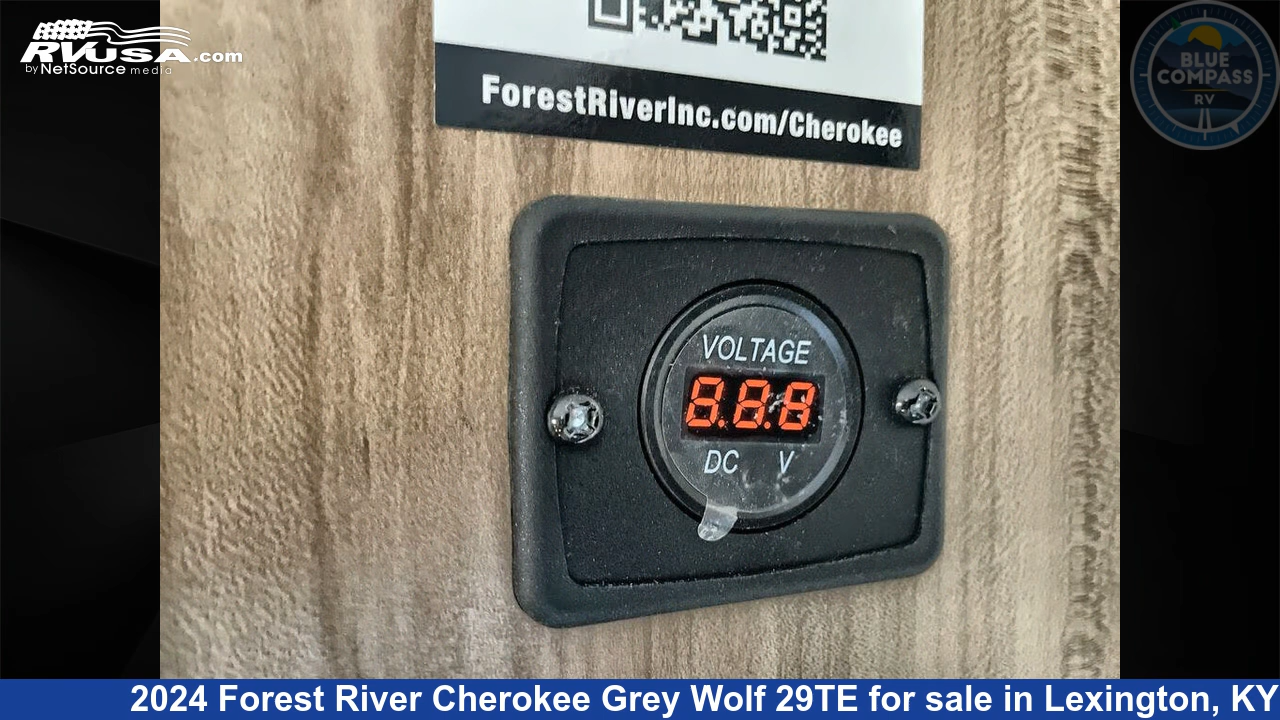 RVUSA.com
by NetSource media
BLUE
COMPASS
RV
ForestRiverInc.com/Cherokee
VOLTAGE
8.8.8
DC V
2024 Forest River Cherokee Grey Wolf 29TE for sale in Lexington, KY